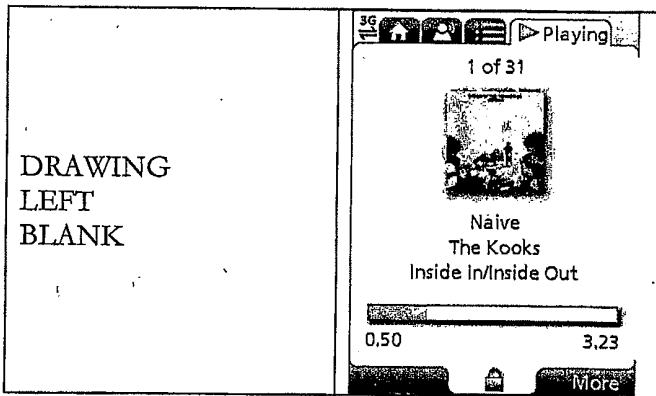 DRAWING
LEFT
BLANK
3G
Playing
1 of 31
Naive
The Kooks
Inside In/Inside Out
0,50 3,23
More